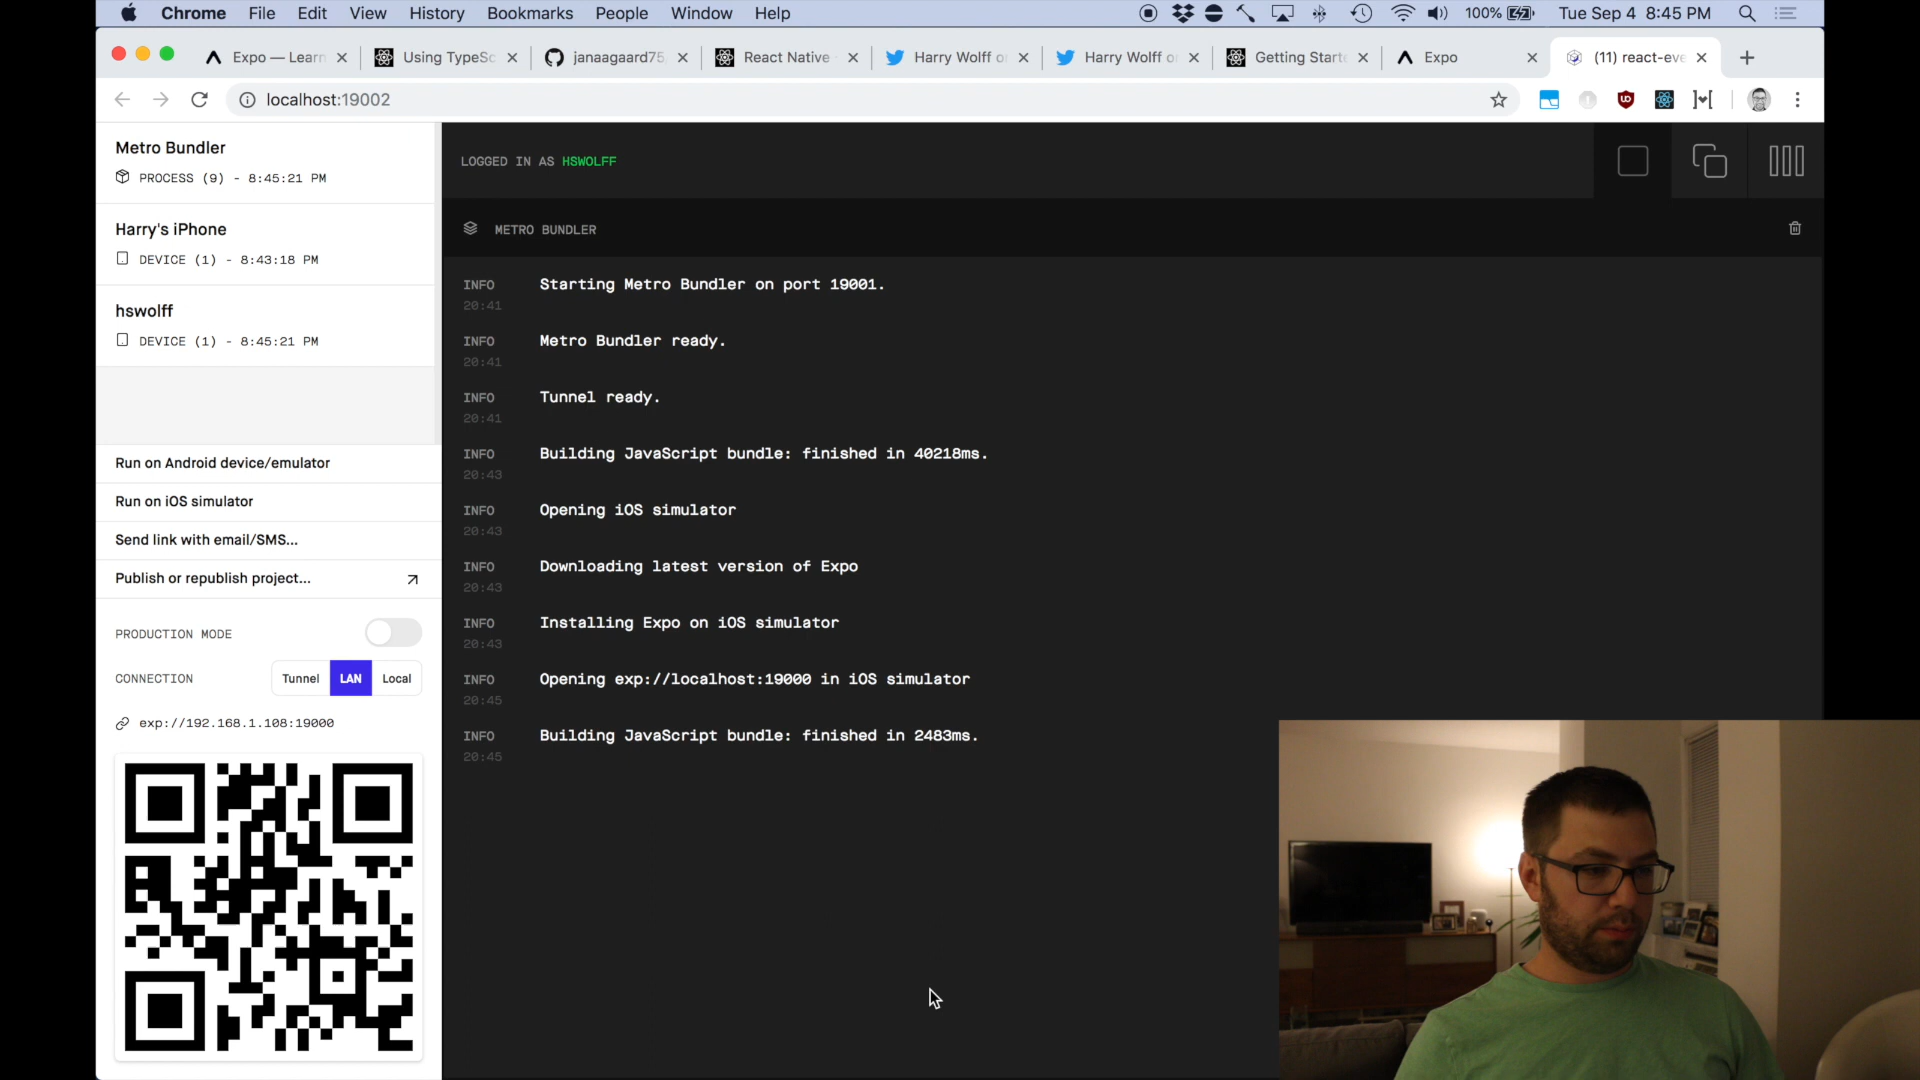 Chrome File Edit View History Bookmarks People Window Help 100% Tue Sep 4 8:45 PM
Expo — Learn Using TypeSc janaagaard75 React Native Harry Wolff o Harry Wolff o Getting Starte Expo (11) react-eve
localhost:19002
Metro Bundler
PROCESS (9) - 8:45:21 PM
Harry's iPhone
DEVICE (1) - 8:43:18 PM
hswolff
DEVICE (1) - 8:45:21 PM
Run on Android device/emulator
Run on iOS simulator
Send link with email/SMS...
Publish or republish project...
PRODUCTION MODE
CONNECTION Tunnel LAN Local
exp://192.168.1.108:19000
LOGGED IN AS HSWOLFF
METRO BUNDLER
INFO Starting Metro Bundler on port 19001.
20:41
INFO Metro Bundler ready.
20:41
INFO Tunnel ready.
20:41
INFO Building JavaScript bundle: finished in 40218ms.
20:43
INFO Opening iOS simulator
20:43
INFO Downloading latest version of Expo
20:43
INFO Installing Expo on iOS simulator
20:43
INFO Opening exp://localhost:19000 in iOS simulator
20:45
INFO Building JavaScript bundle: finished in 2483ms.
20:45